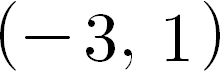 (− 3, 1)